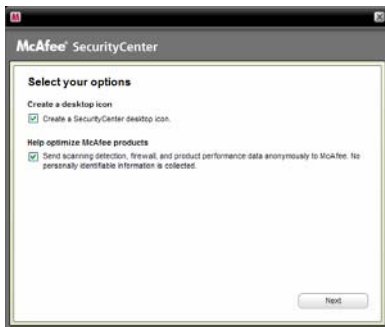 McAfee® SecurityCenter
Select your options
Create a desktop icon
Create a SecurityCenter desktop icon.
Help optimize McAfee products
Send scanning detection, firewall, and product performance data anonymously to McAfee. No
personally identifiable information is collected.
Next